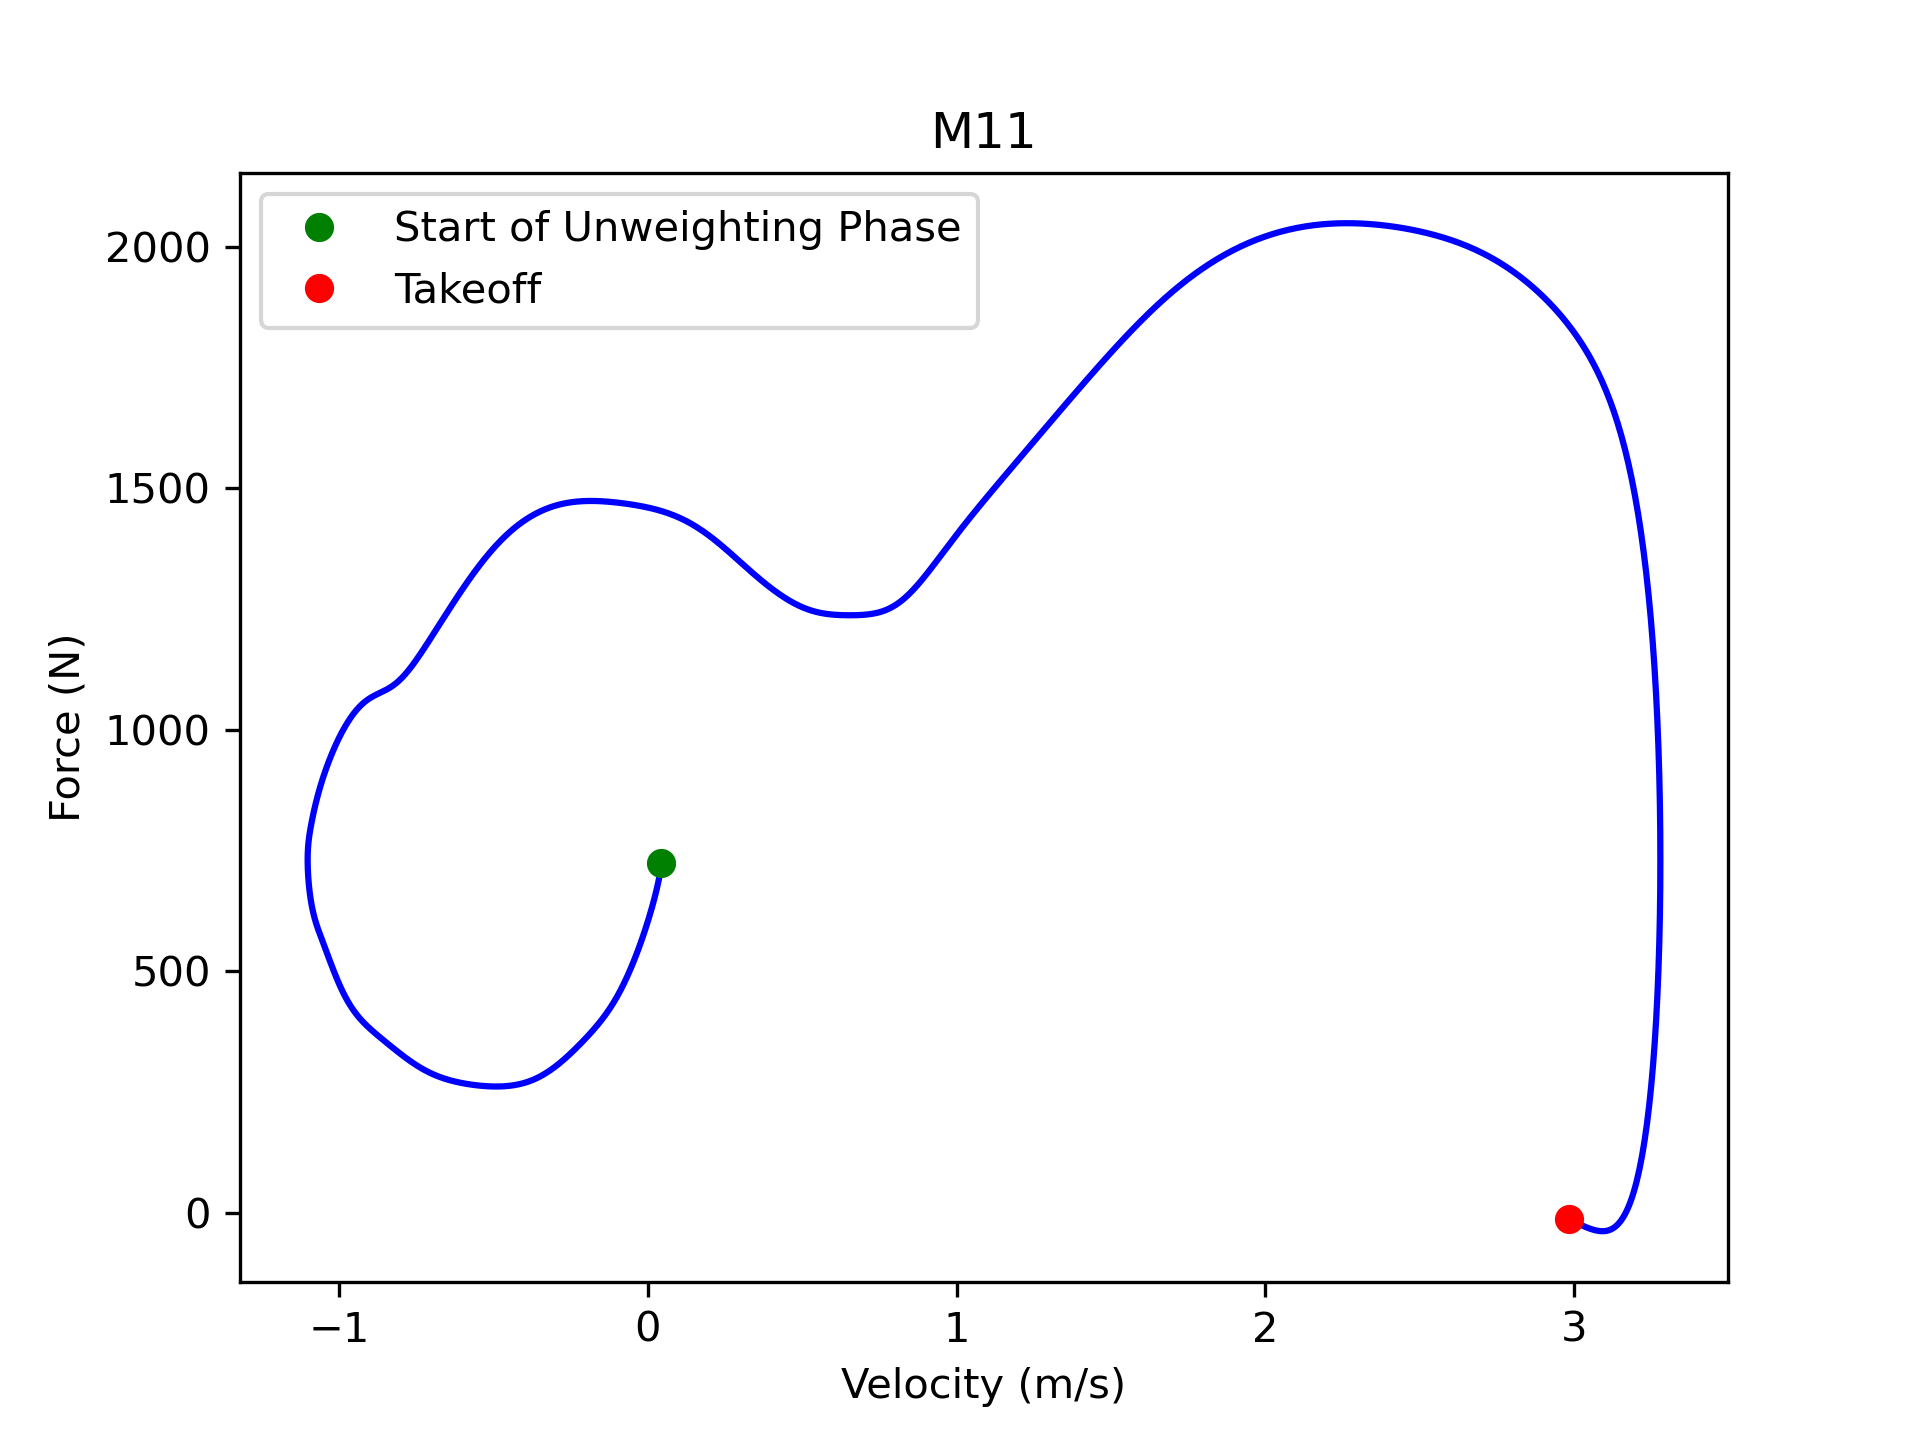 M11
Start of Unweighting Phase
Takeoff
2000
1500
1000
500
0
Force (N)
−1
0
1
2
3
Velocity (m/s)